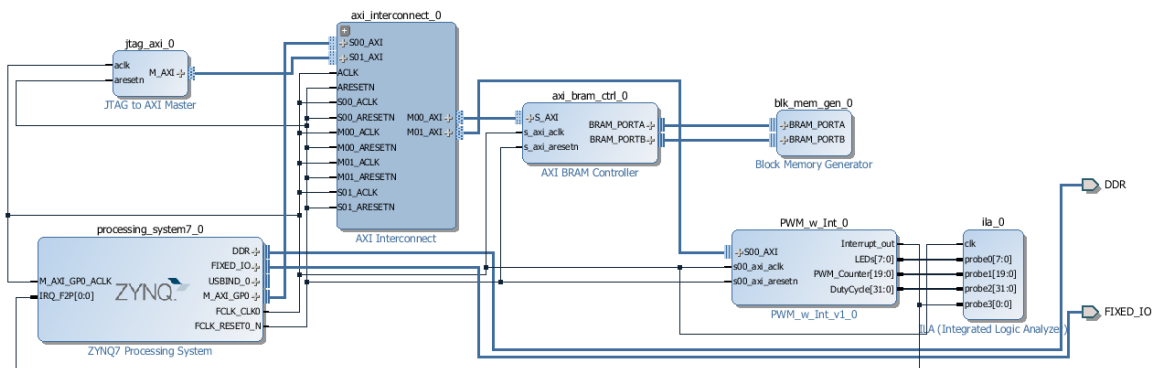 axi_interconnect_0
S00_AXI
S01_AXI
ACLK
ARESETN
S00_ACLK
S00_ARESETN
M00_ACLK
M00_ARESETN
M01_ACLK
M01_ARESETN
S01_ACLK
S01_ARESETN
M00_AXI
M01_AXI
AXI Interconnect
jtag_axi_0
aclk
aresetn
M_AXI
JTAG to AXI Master
axi_bram_ctrl_0
S_AXI
s_axi_aclk
s_axi_aresetn
BRAM_PORTA
BRAM_PORTB
AXI BRAM Controller
blk_mem_gen_0
BRAM_PORTA
BRAM_PORTB
Block Memory Generator
DDR
processing_system7_0
M_AXI_GP0_ACLK
IRQ_F2P[0:0]
ZYNQ
DDR
FIXED_IO
USBIND_0
M_AXI_GP0
FCLK_CLK0
FCLK_RESET0_N
ZYNQ7 Processing System
PWM_w_Int_0
S00_AXI
s00_axi_aclk
s00_axi_aresetn
Interrupt_out
LEDs[7:0]
PWM_Counter[19:0]
DutyCycle[31:0]
PWM_w_Int_v1_0
ila_0
clk
probe0[7:0]
probe1[19:0]
probe2[31:0]
probe3[0:0]
ILA (Integrated Logic Analyzer)
FIXED_IO